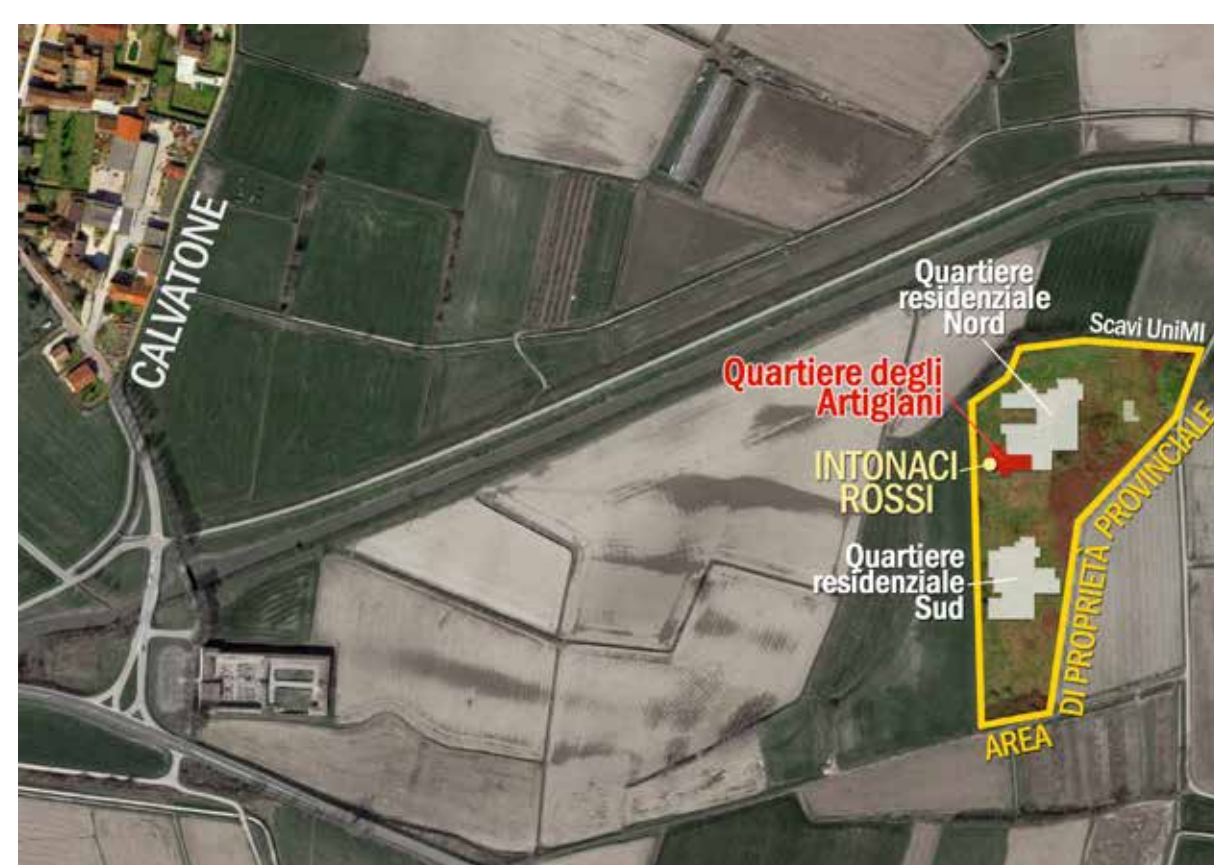 CALVATONE
Quartiere
residenziale
Nord
Scavi UniMI
Quartiere degli
Artigiani
INTONACI
ROSSI
Quartiere
residenziale
Sud
AREA
DI PROPRIETÀ PROVINCIALE